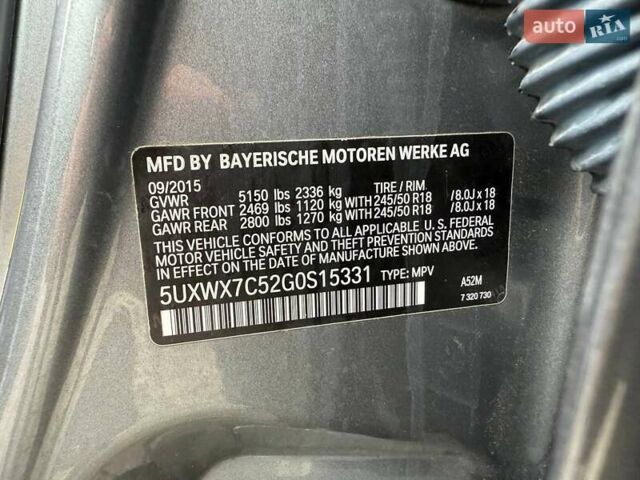 auto RIA
MFD BY BAYERISCHE MOTOREN WERKE AG
09/2015
GVWR 5150 lbs 2336 kg TIRE / RIM
GAWR FRONT 2469 lbs 1120 kg WITH 245/50 R18 /8.0J x 18
GAWR REAR 2800 lbs 1270 kg WITH 245/50 R18 /8.0J x 18
THIS VEHICLE CONFORMS TO ALL APPLICABLE U. S. FEDERAL
MOTOR VEHICLE SAFETY, BUMPER, AND THEFT PREVENTION STANDARDS
IN EFFECT ON THE DATE OF MANUFACTURE SHOWN ABOVE.
5UXWX7C52G0S15331 TYPE: MPV A52M
7 320 730